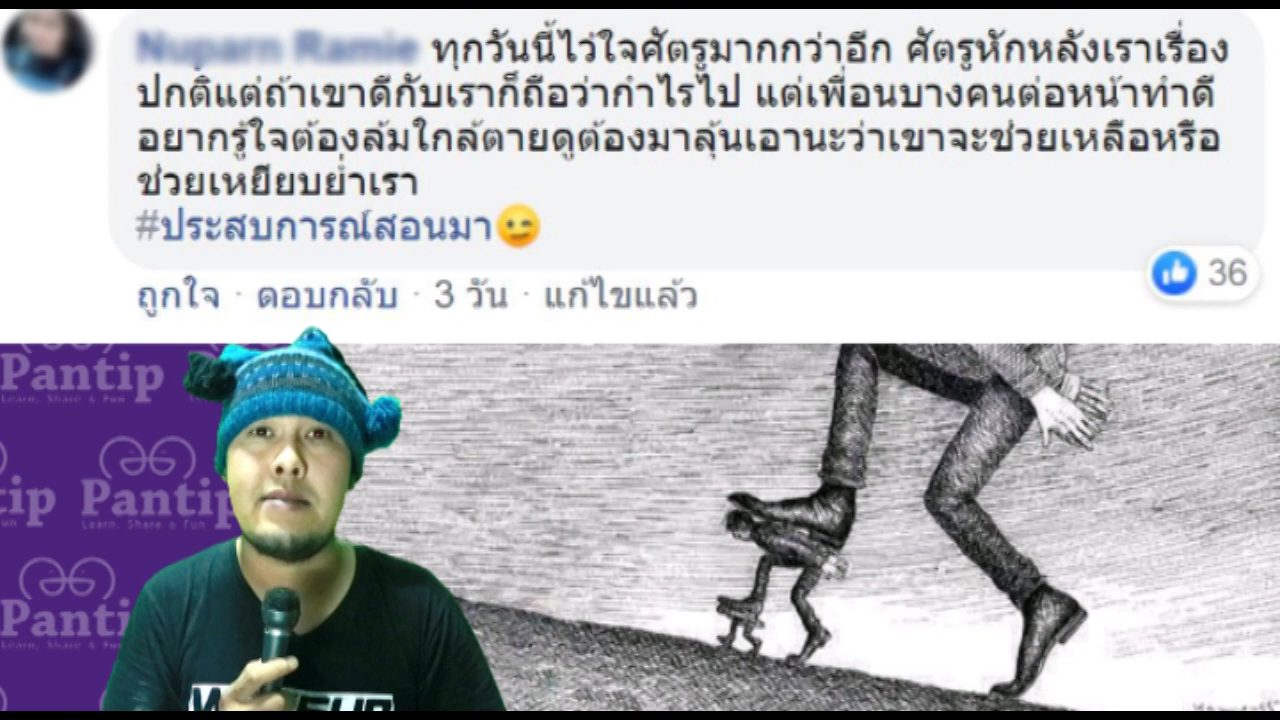 Nuparn Ramie ทุกวันนี้ไว่ใจศัตรูมากกว่าอีก ศัตรูหักหลังเราเรื่อง
ปกติแต่ถ้าเขาดีกับเราก็ถือว่ากำไรไป แต่เพื่อนบางคนต่อหน้าทำดี
อยากรู้ใจต้องล้มใกล้ตายดูต้องมาลุ้นเอานะว่าเขาจะช่วยเหลือหรือ
ช่วยเหยียบย่ำเรา
#ประสบการณ์สอนมา😉
ถูกใจ · ตอบกลับ · 3 วัน · แก้ไขแล้ว
36
Pantip
Learn, Share & Fun
tip
Pantip
Learn, Share & Fun
Panti
Learn, Share & Fu